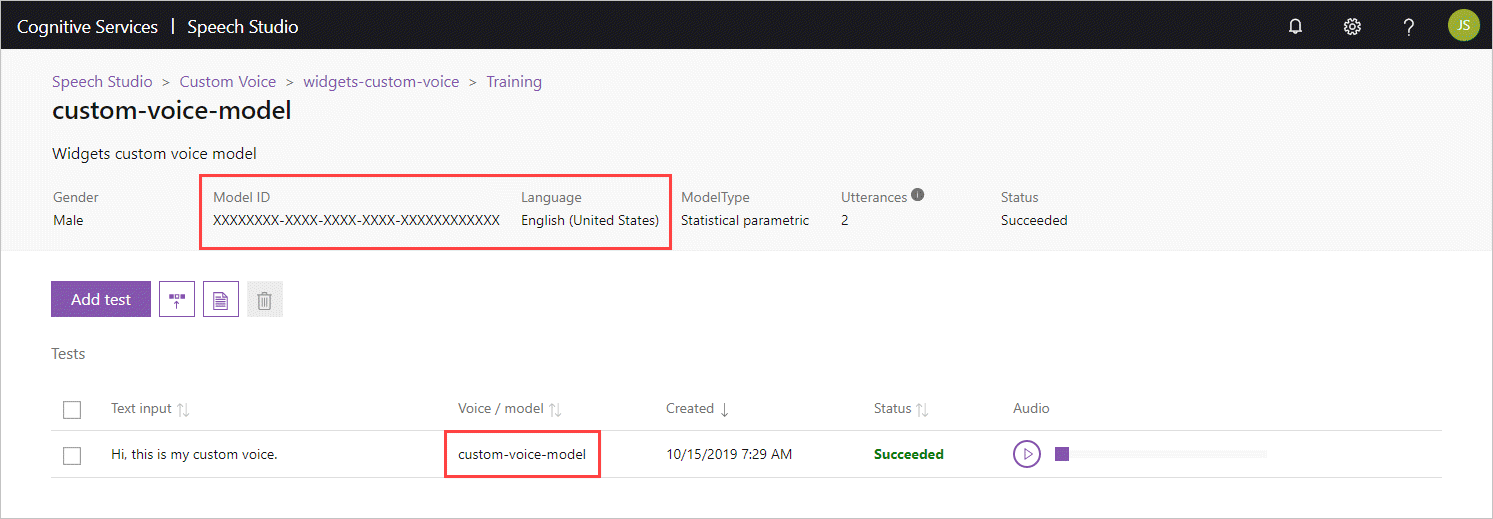 Cognitive Services | Speech Studio
JS
Speech Studio > Custom Voice > widgets-custom-voice > Training
custom-voice-model
Widgets custom voice model
Gender Model ID Language ModelType Utterances Status
Male XXXXXXXX-XXXX-XXXX-XXXX-XXXXXXXXXXXX English (United States) Statistical parametric 2 Succeeded
Add test
Tests
Text input Voice / model Created Status Audio
Hi, this is my custom voice. custom-voice-model 10/15/2019 7:29 AM Succeeded